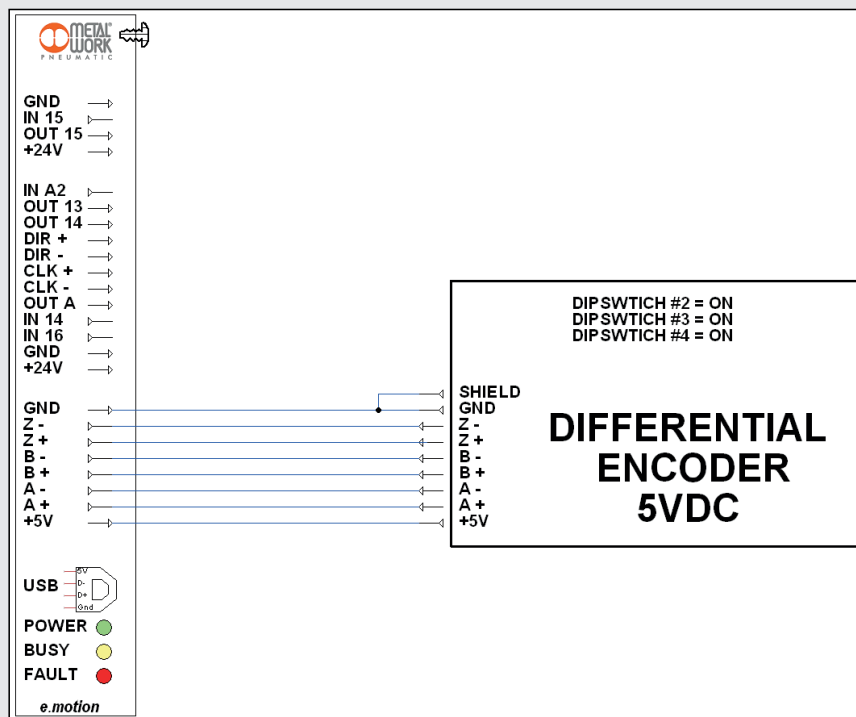 METAL
WORK
PNEUMATIC
GND
IN 15
OUT 15
+24V
IN A2
OUT 13
OUT 14
DIR +
DIR -
CLK +
CLK -
OUT A
IN 14
IN 16
GND
+24V
GND
Z -
Z +
B -
B +
A -
A +
+5V
USB
5V
D-
D+
Gnd
POWER
BUSY
FAULT
e.motion
DIPSWTICH #2 = ON
DIPSWTICH #3 = ON
DIPSWTICH #4 = ON
SHIELD
GND
Z -
Z +
B -
B +
A -
A +
+5V
DIFFERENTIAL
ENCODER
5VDC